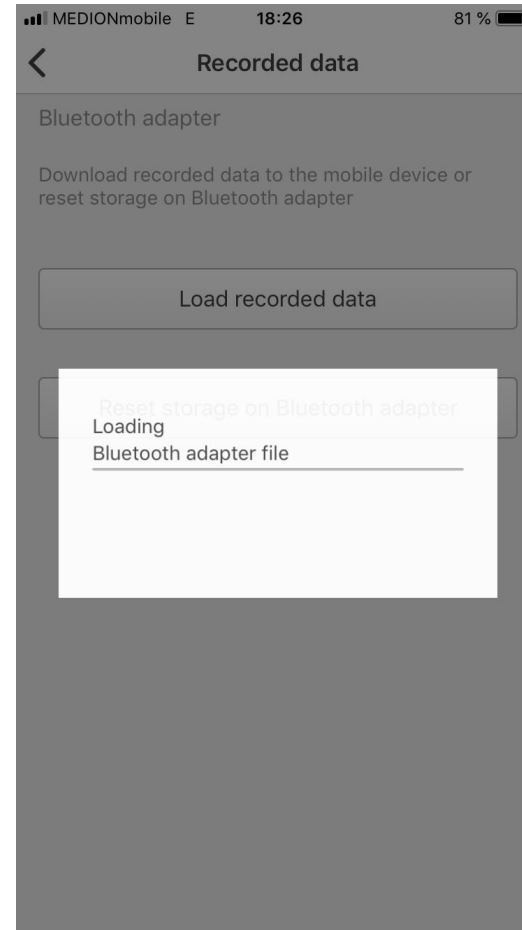 MEDIONmobile E 18:26 81 %
Recorded data
Bluetooth adapter
Download recorded data to the mobile device or
reset storage on Bluetooth adapter
Load recorded data
Reset storage on Bluetooth adapter
Loading
Bluetooth adapter file